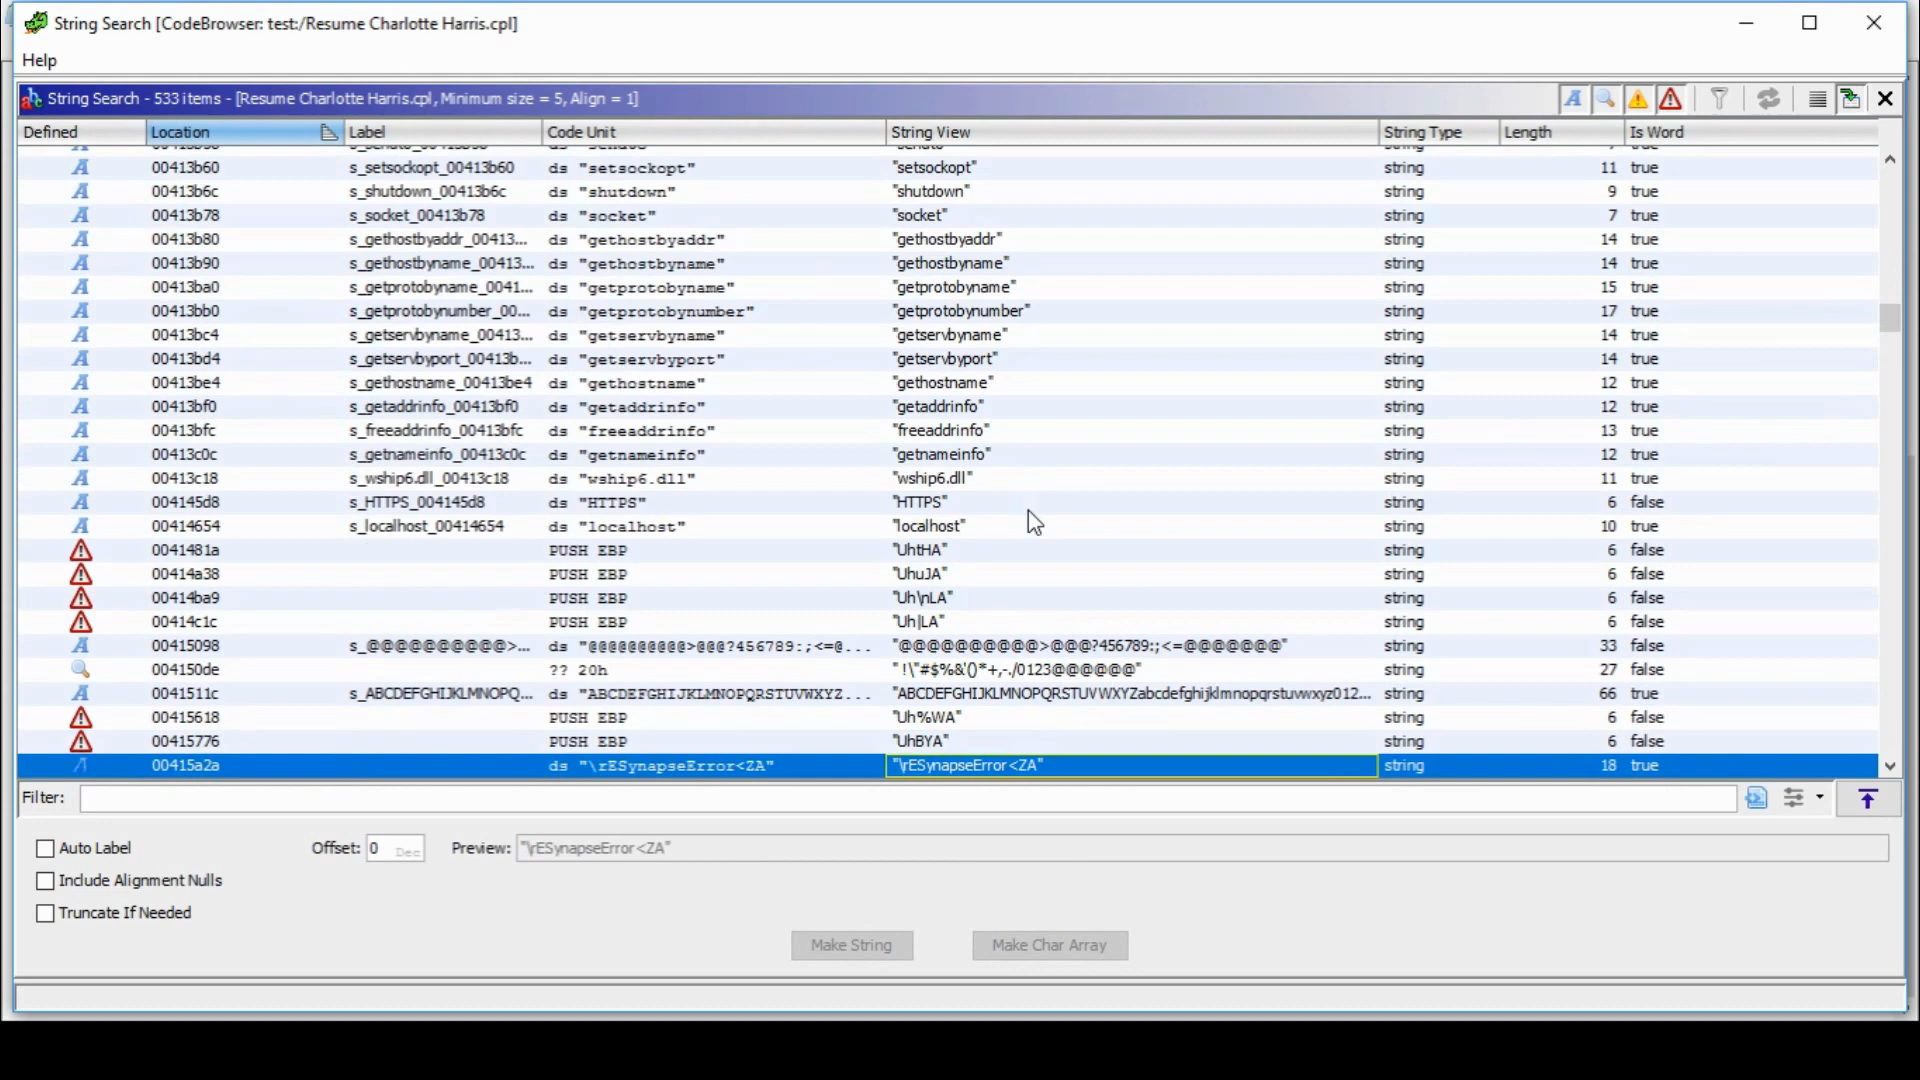 String Search [CodeBrowser: test:/Resume Charlotte Harris.cpl]
Help
String Search - 533 items - [Resume Charlotte Harris.cpl, Minimum size = 5, Align = 1]
Defined Location Label Code Unit String View String Type Length Is Word
00413b60 s_setsockopt_00413b60 ds "setsockopt" "setsockopt" string 11 true
00413b6c s_shutdown_00413b6c ds "shutdown" "shutdown" string 9 true
00413b78 s_socket_00413b78 ds "socket" "socket" string 7 true
00413b80 s_gethostbyaddr_00413... ds "gethostbyaddr" "gethostbyaddr" string 14 true
00413b90 s_gethostbyname_00413... ds "gethostbyname" "gethostbyname" string 14 true
00413ba0 s_getprotobyname_0041... ds "getprotobyname" "getprotobyname" string 15 true
00413bb0 s_getprotobynumber_00... ds "getprotobynumber" "getprotobynumber" string 17 true
00413bc4 s_getservbyname_00413... ds "getservbyname" "getservbyname" string 14 true
00413bd4 s_getservbyport_00413b... ds "getservbyport" "getservbyport" string 14 true
00413be4 s_gethostname_00413be4 ds "gethostname" "gethostname" string 12 true
00413bf0 s_getaddrinfo_00413bf0 ds "getaddrinfo" "getaddrinfo" string 12 true
00413bfc s_freeaddrinfo_00413bfc ds "freeaddrinfo" "freeaddrinfo" string 13 true
00413c0c s_getnameinfo_00413c0c ds "getnameinfo" "getnameinfo" string 12 true
00413c18 s_wship6.dll_00413c18 ds "wship6.dll" "wship6.dll" string 11 true
004145d8 s_HTTPS_004145d8 ds "HTTPS" "HTTPS" string 6 false
00414654 s_localhost_00414654 ds "localhost" "localhost" string 10 true
0041481a PUSH EBP "UhtHA" string 6 false
00414a38 PUSH EBP "UhuJA" string 6 false
00414ba9 PUSH EBP "Uh\nLA" string 6 false
00414c1c PUSH EBP "Uh|LA" string 6 false
00415098 s_@@@@@@@@@@>... ds "@@@@@@@@@@>@@@?456789:;<=@... "@@@@@@@@@@>@@@?456789:;<=@@@@@@@" string 33 false
004150de ?? 20h " !\"#$%&'()*+,-./0123@@@@@@" string 27 false
0041511c s_ABCDEFGHIJKLMNOPQ... ds "ABCDEFGHIJKLMNOPQRSTUVWXYZ... "ABCDEFGHIJKLMNOPQRSTUVWXYZabcdefghijklmnopqrstuvwxyz012... 66 true
00415618 PUSH EBP "Uh%WA" string 6 false
00415776 PUSH EBP "UhBYA" string 6 false
00415a2a ds "\rESynapseError<ZA" "\rESynapseError<ZA" string 18 true
Filter:
Auto Label Offset: 0 Dec Preview: "\rESynapseError<ZA"
Include Alignment Nulls
Truncate If Needed
Make String Make Char Array